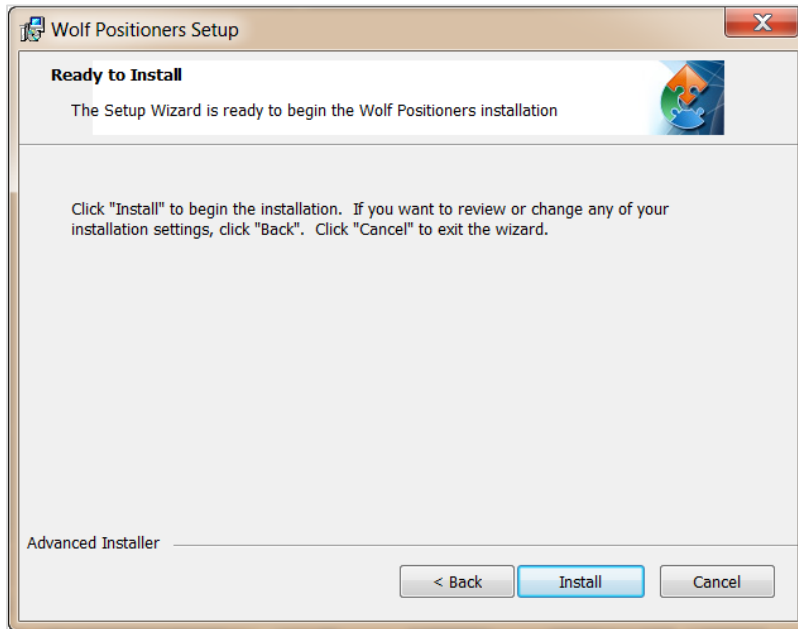 Wolf Positioners Setup
Ready to Install
The Setup Wizard is ready to begin the Wolf Positioners installation
Click "Install" to begin the installation.  If you want to review or change any of your
installation settings, click "Back".  Click "Cancel" to exit the wizard.
Advanced Installer
< Back Install Cancel